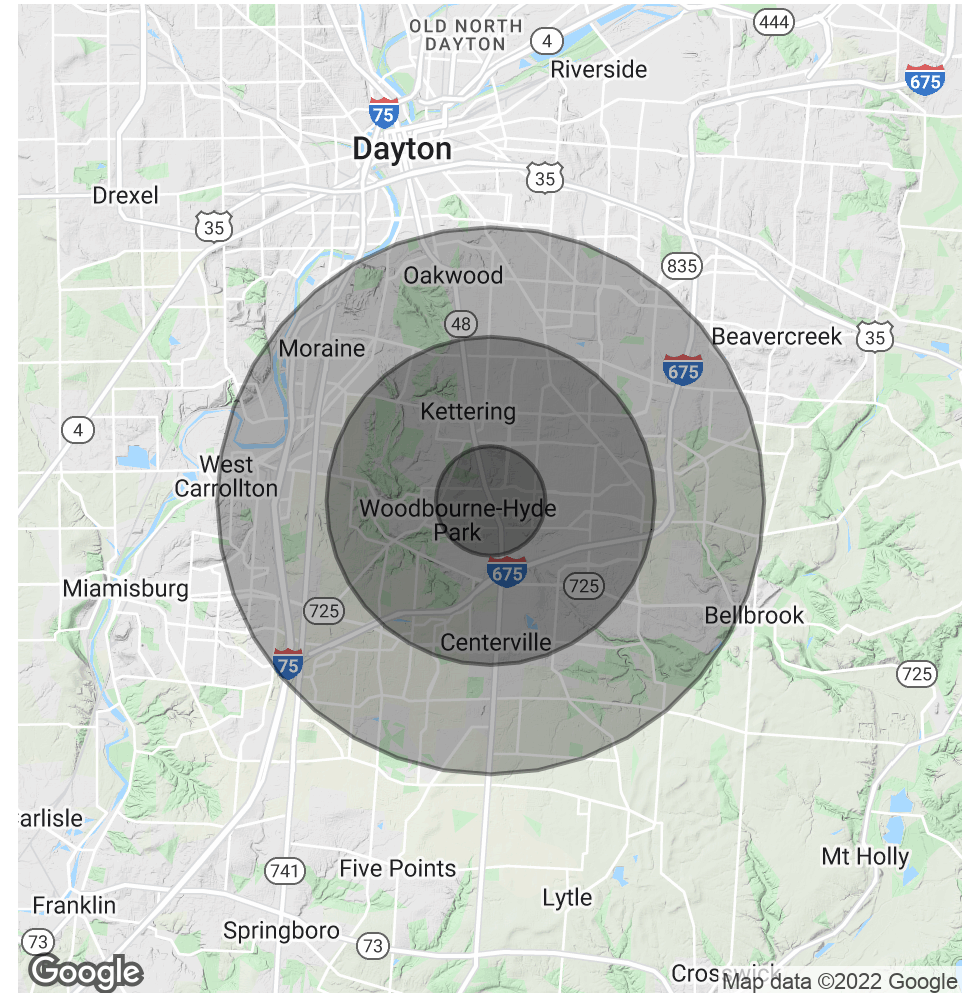 OLD NORTH
DAYTON
444
4
Riverside
675
75
Dayton
35
Drexel
35
835
Oakwood
48
Beavercreek
35
Moraine
675
Kettering
4
West
Carrollton
Woodbourne-Hyde
Park
675
725
Miamisburg
725
Bellbrook
Centerville
75
725
arlisle
Mt Holly
741
Five Points
Lytle
Franklin
Springboro
73
73
Google
Map data ©2022 Google